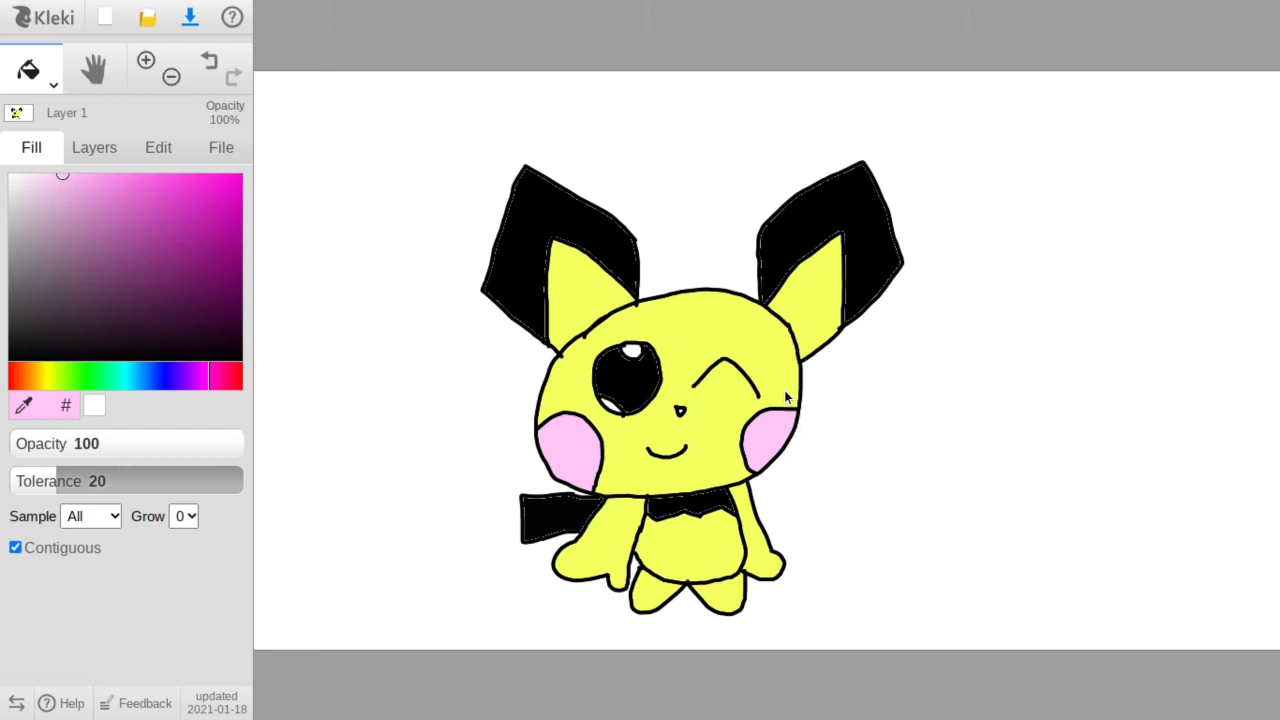 Kleki
Layer 1
Opacity
100%
Fill Layers Edit File
#
Opacity 100
Tolerance 20
Sample All Grow 0
Contiguous
Help Feedback
updated
2021-01-18